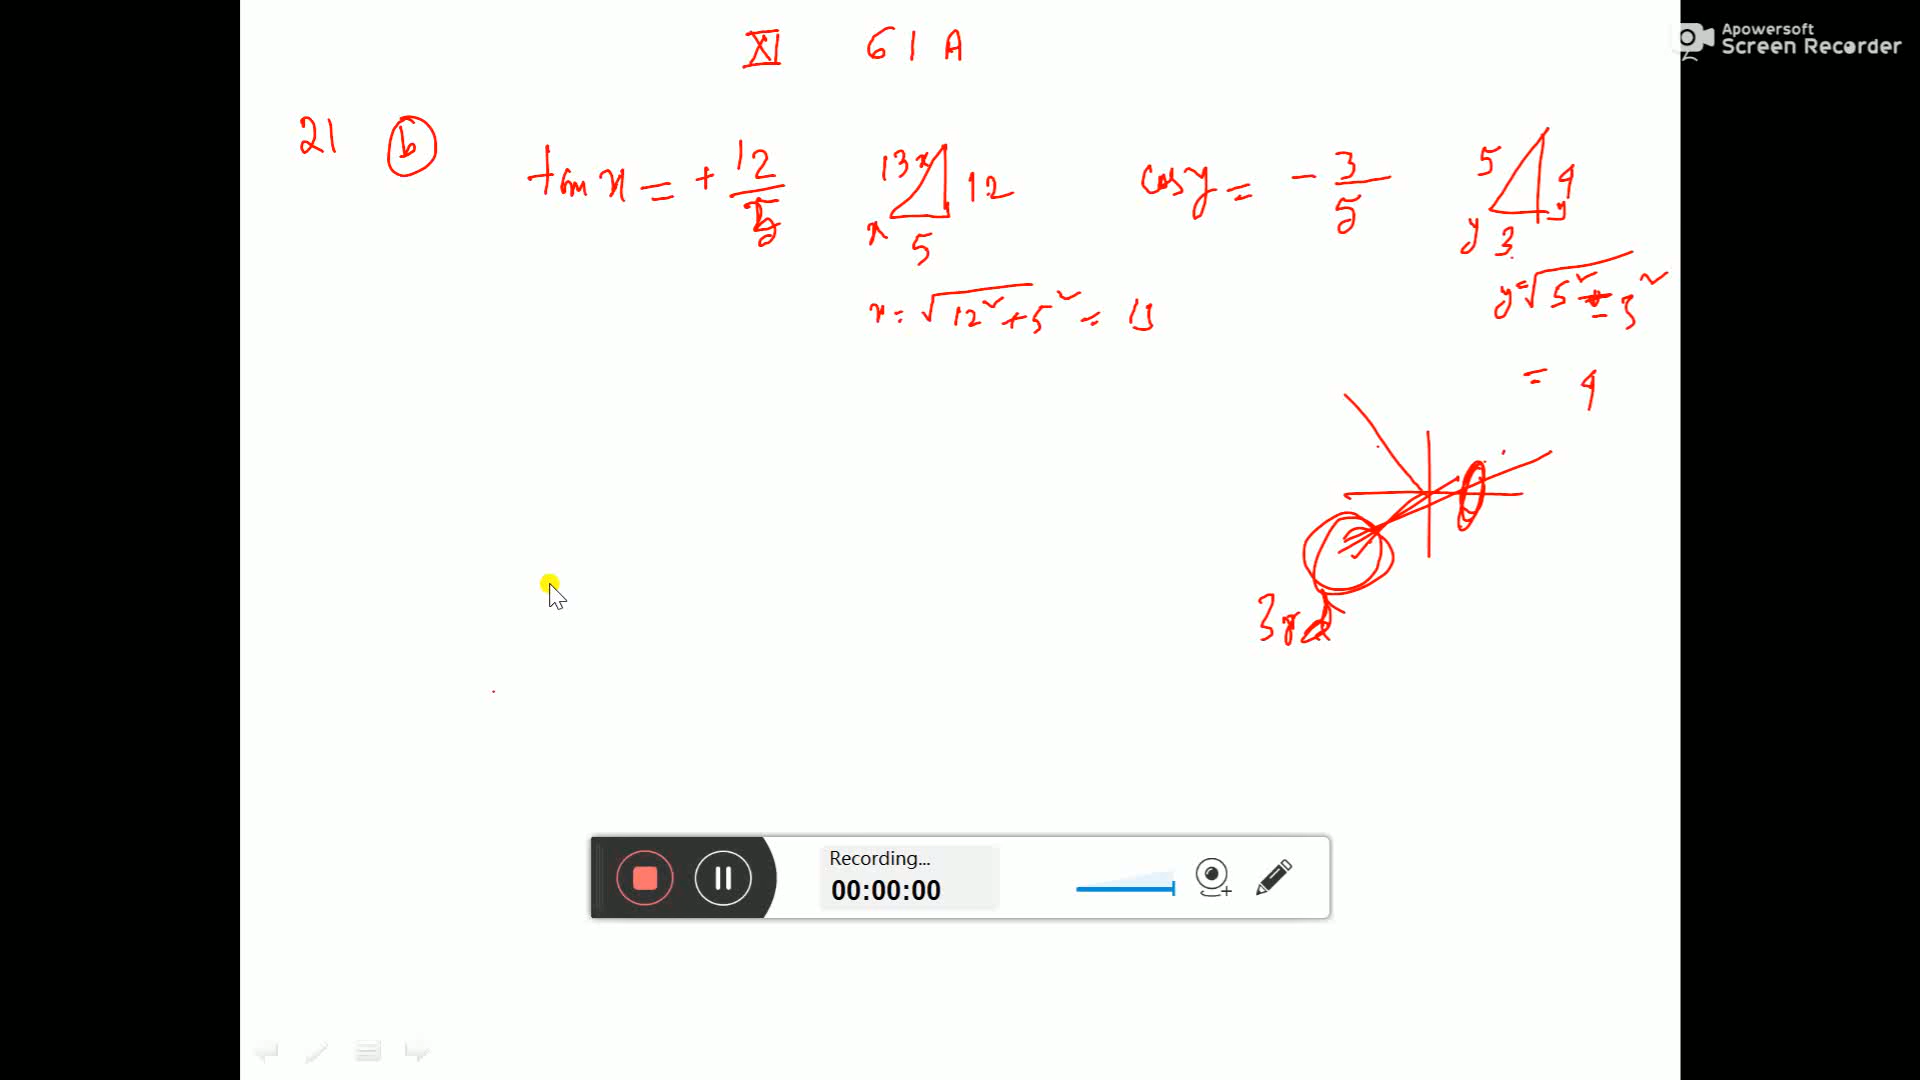 XI 61 A
Apowersoft
Screen Recorder
21 b tan x = + 12/5 13 x 12 x 5 cos y = - 3/5 5 4 y y 3
x = √12² + 5² = 13
y = √5² - 3²
= 4
3rd
Recording...
00:00:00